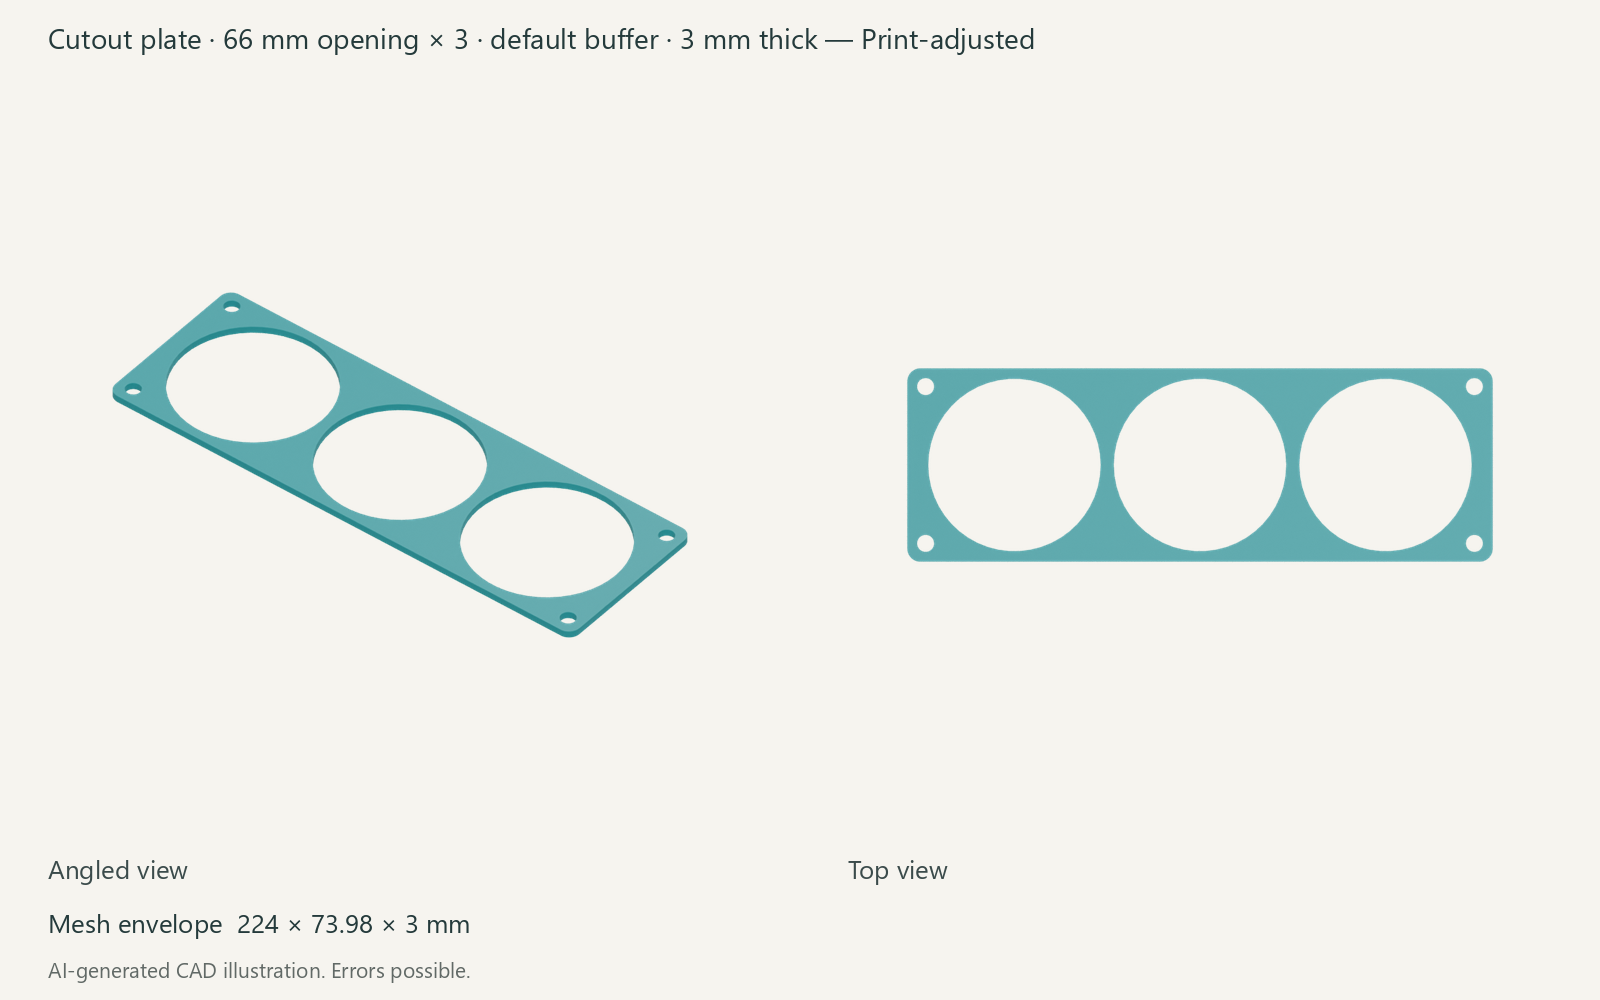 Cutout plate · 66 mm opening × 3 · default buffer · 3 mm thick — Print-adjusted
Angled view
Top view
Mesh envelope 224 × 73.98 × 3 mm
AI-generated CAD illustration. Errors possible.